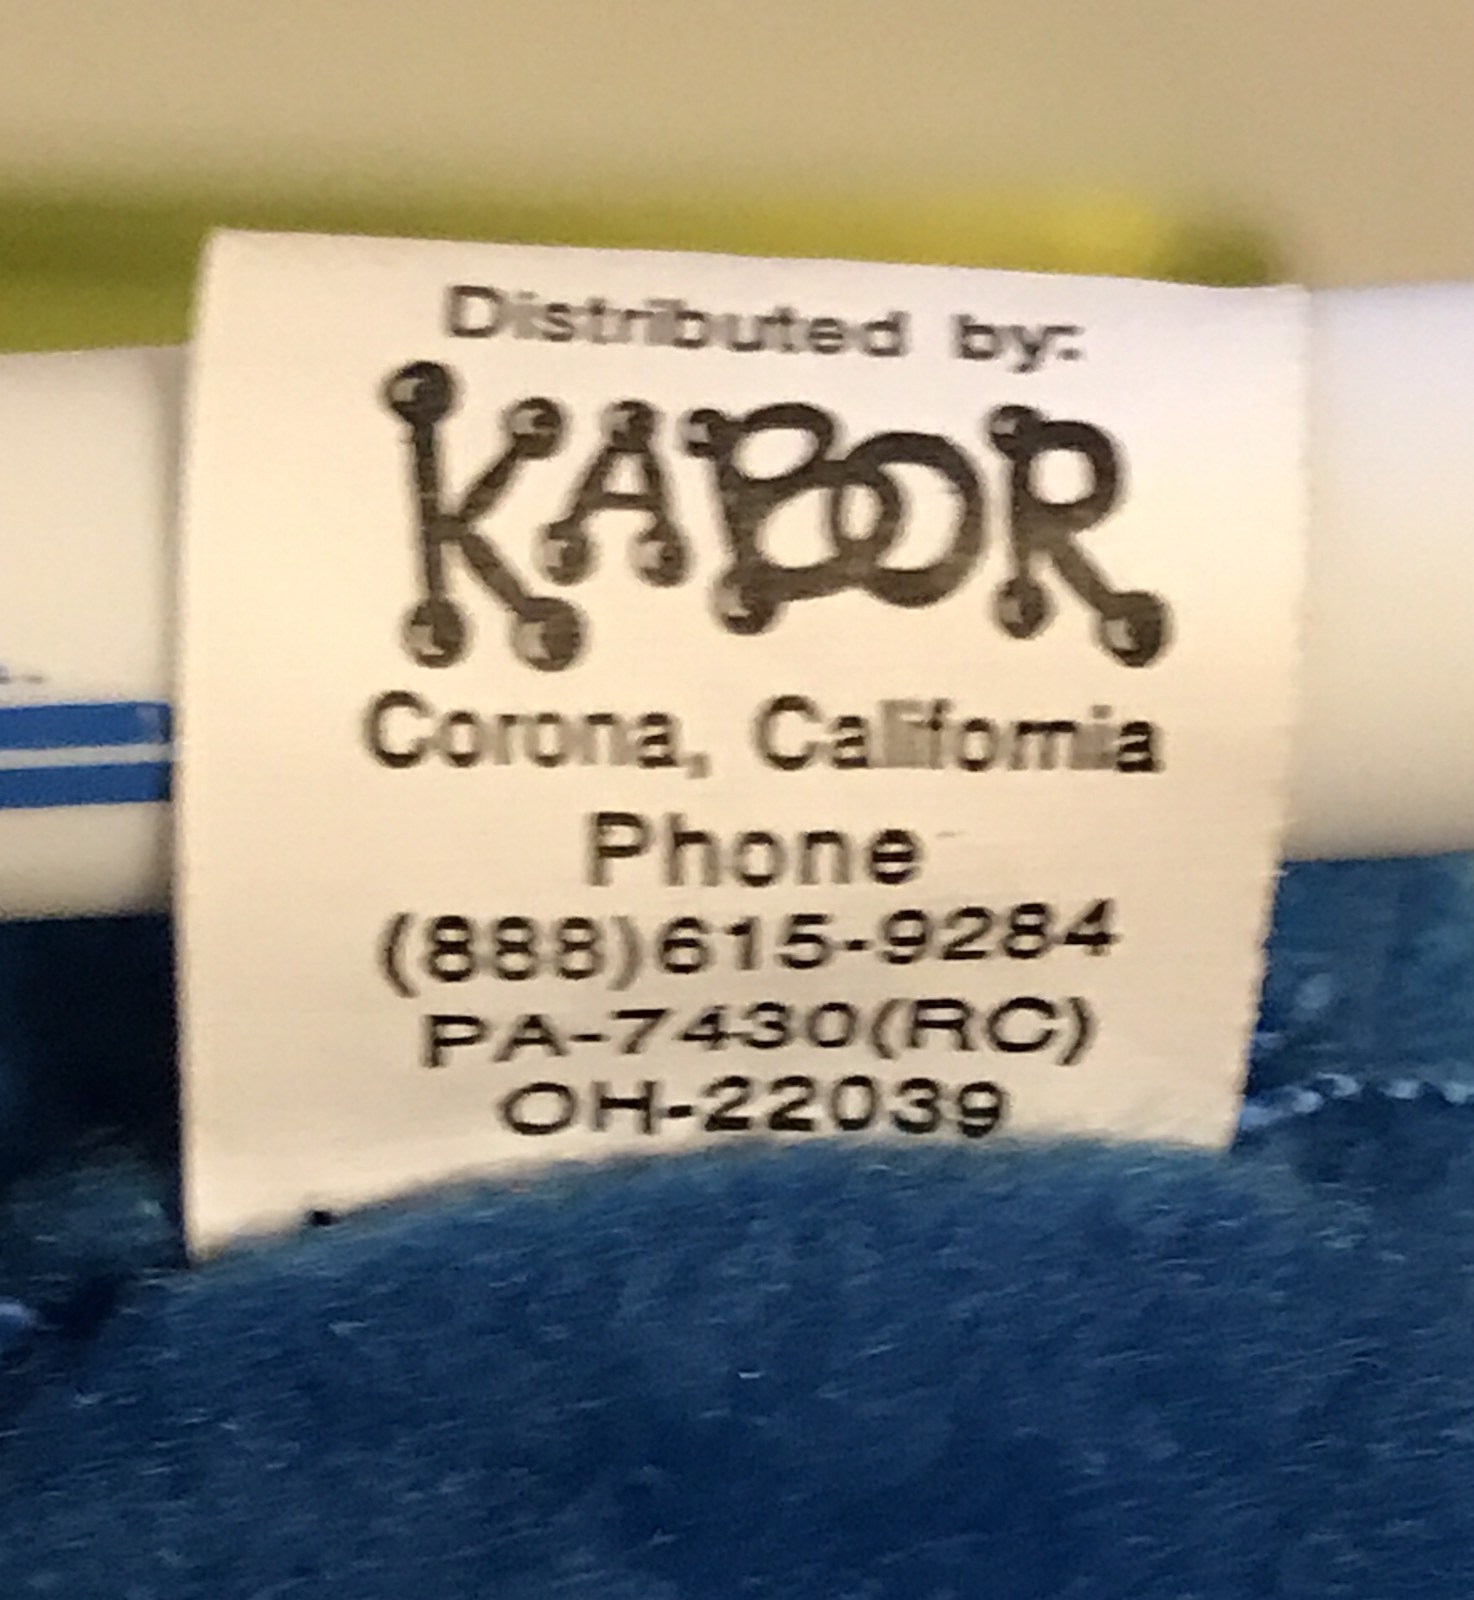 Distributed by:
KABOR
Corona, California
Phone
(888)615-9284
PA-7430(RC)
OH-22039